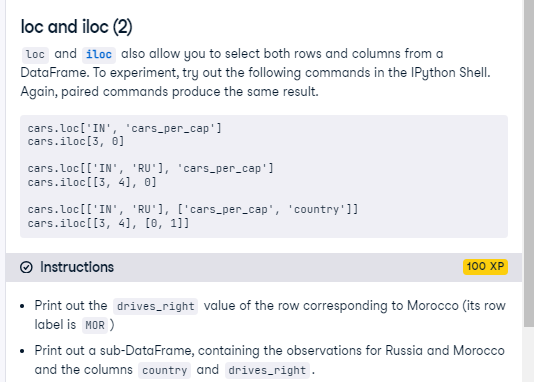 loc and iloc (2)
loc and iloc also allow you to select both rows and columns from a
DataFrame. To experiment, try out the following commands in the IPython Shell.
Again, paired commands produce the same result.
cars.loc['IN', 'cars_per_cap']
cars.iloc[3, 0]
cars.loc[['IN', 'RU'], 'cars_per_cap']
cars.iloc[[3, 4], 0]
cars.loc[['IN', 'RU'], ['cars_per_cap', 'country']]
cars.iloc[[3, 4], [0, 1]]
Instructions 100 XP
• Print out the drives_right value of the row corresponding to Morocco (its row
label is MOR )
• Print out a sub-DataFrame, containing the observations for Russia and Morocco
and the columns country and drives_right .